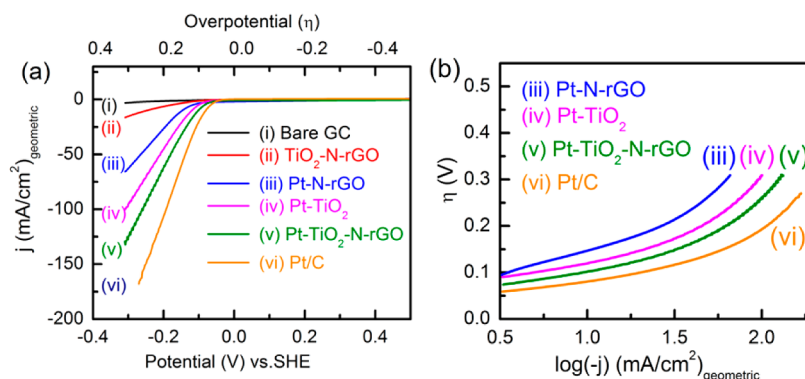 Overpotential (η)
0.4 0.2 0.0 -0.2 -0.4
(a)
j (mA/cm²)geometric
0
-50
-100
-150
-200
(i)
(ii)
(iii)
(iv)
(v)
(vi)
(i) Bare GC
(ii) TiO₂-N-rGO
(iii) Pt-N-rGO
(iv) Pt-TiO₂
(v) Pt-TiO₂-N-rGO
(vi) Pt/C
-0.4 -0.2 0.0 0.2 0.4
Potential (V) vs.SHE
(b)
η (V)
0.5
0.4
0.3
0.2
0.1
0.0
(iii) Pt-N-rGO
(iv) Pt-TiO₂
(v) Pt-TiO₂-N-rGO
(vi) Pt/C
(iii) (iv) (v)
(vi)
0.5 1.0 1.5 2.0
log(-j) (mA/cm²)geometric